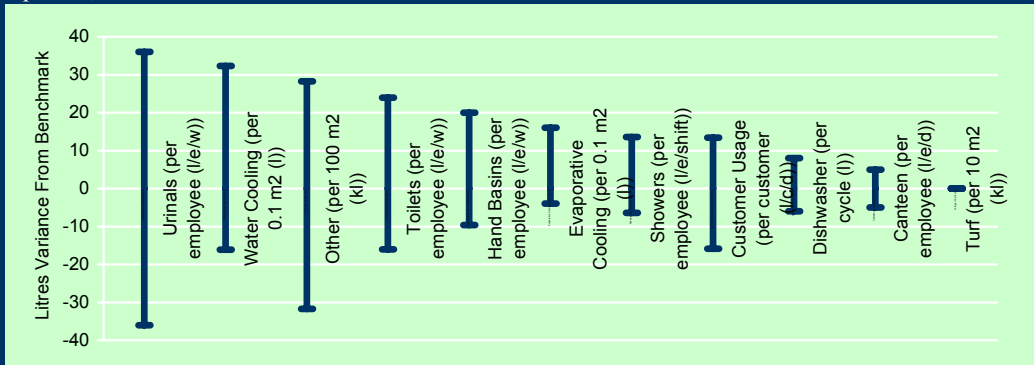 Litres Variance From Benchmark
40
30
20
10
0
-10
-20
-30
-40
Urinals (per
employee (l/e/w))
Water Cooling (per
0.1 m2 (l))
Other (per 100 m2
(kl))
Toilets (per
employee (l/e/w))
Hand Basins (per
employee (l/e/w))
Evaporative
Cooling (per 0.1 m2
(l))
Showers (per
employee (l/e/shift))
Customer Usage
(per customer
(l/c/d))
Dishwasher (per
cycle (l))
Canteen (per
employee (l/e/d))
Turf (per 10 m2
(kl))